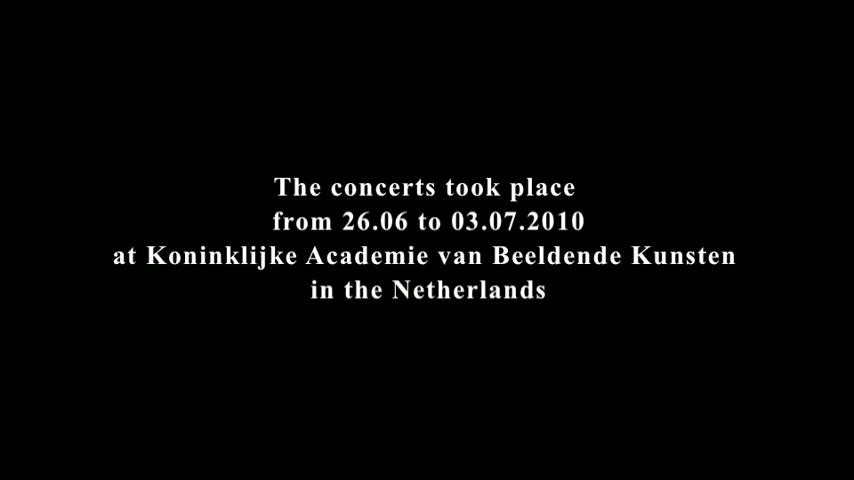 The concerts took place
from 26.06 to 03.07.2010
at Koninklijke Academie van Beeldende Kunsten
in the Netherlands